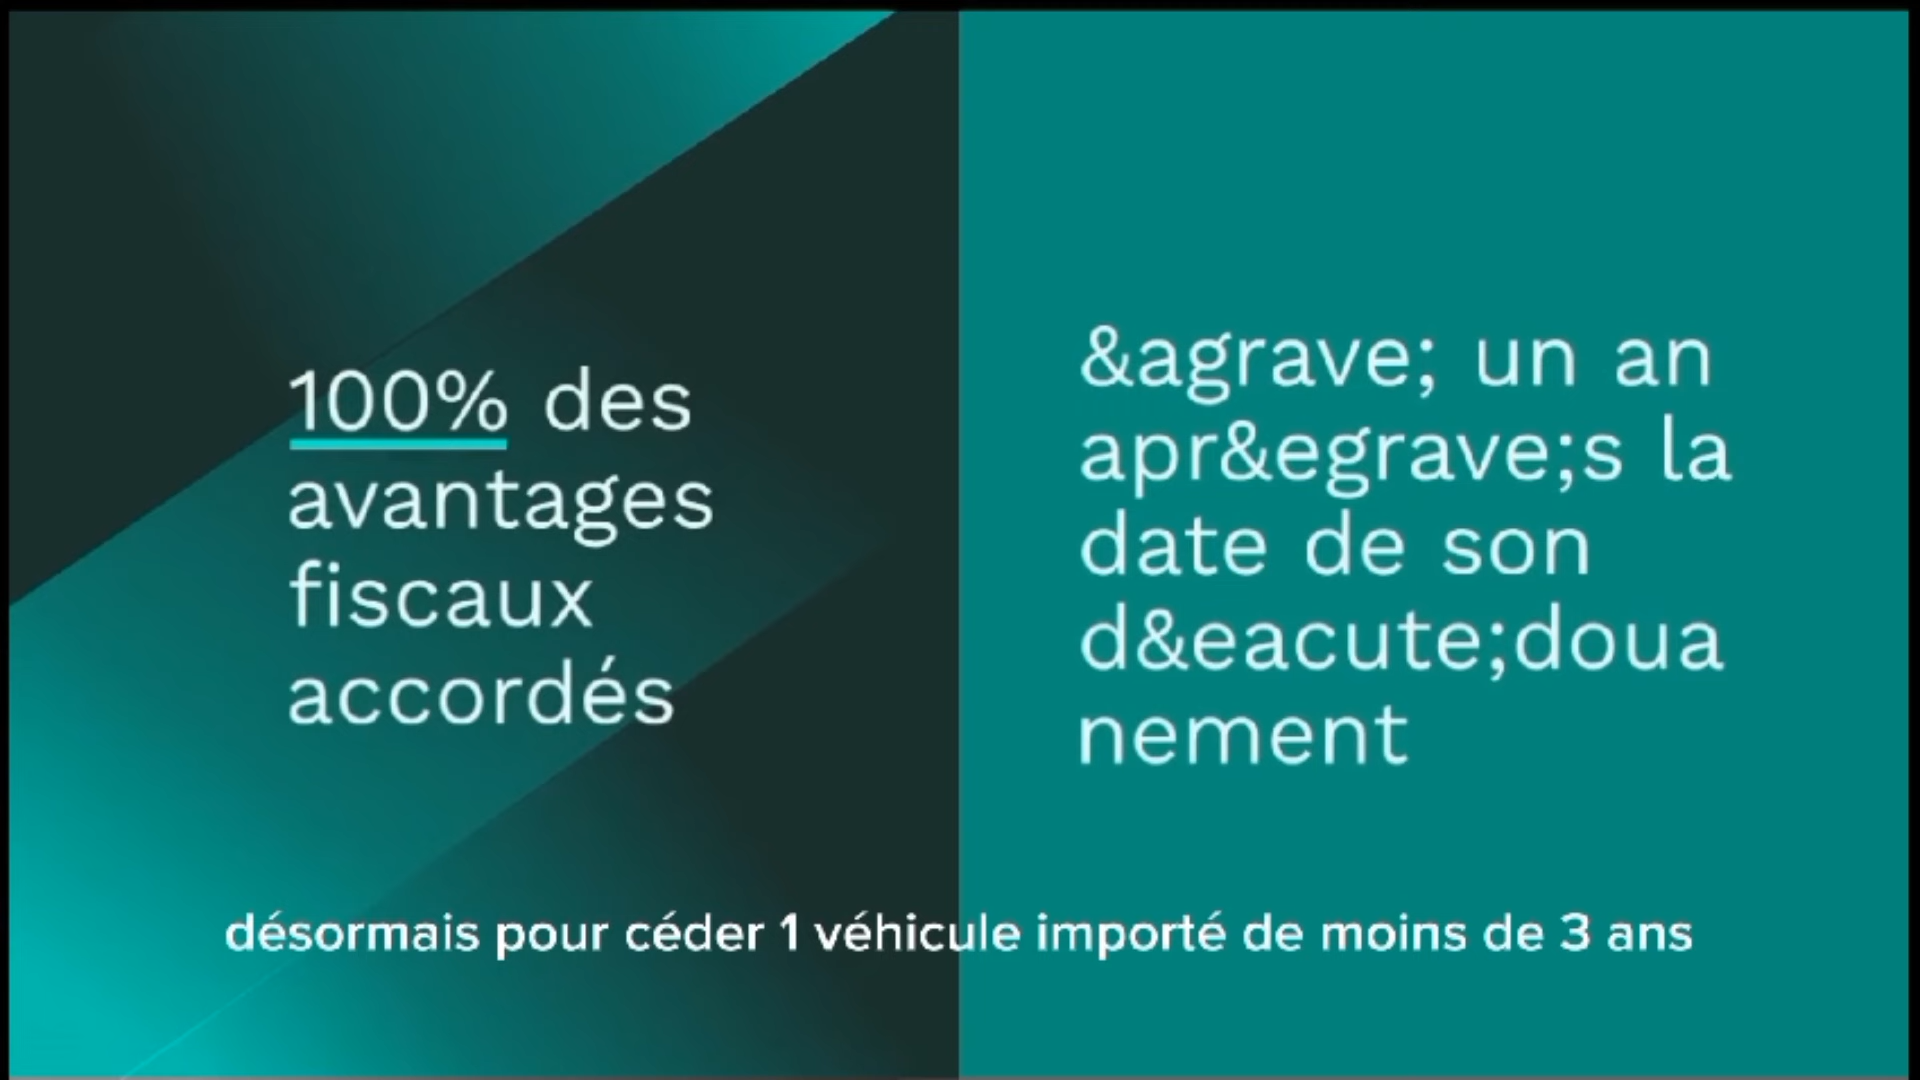 100% des
avantages
fiscaux
accordés
&agrave; un an
apr&egrave;s la
date de son
d&eacute;doua
nement
désormais pour céder 1 véhicule importé de moins de 3 ans